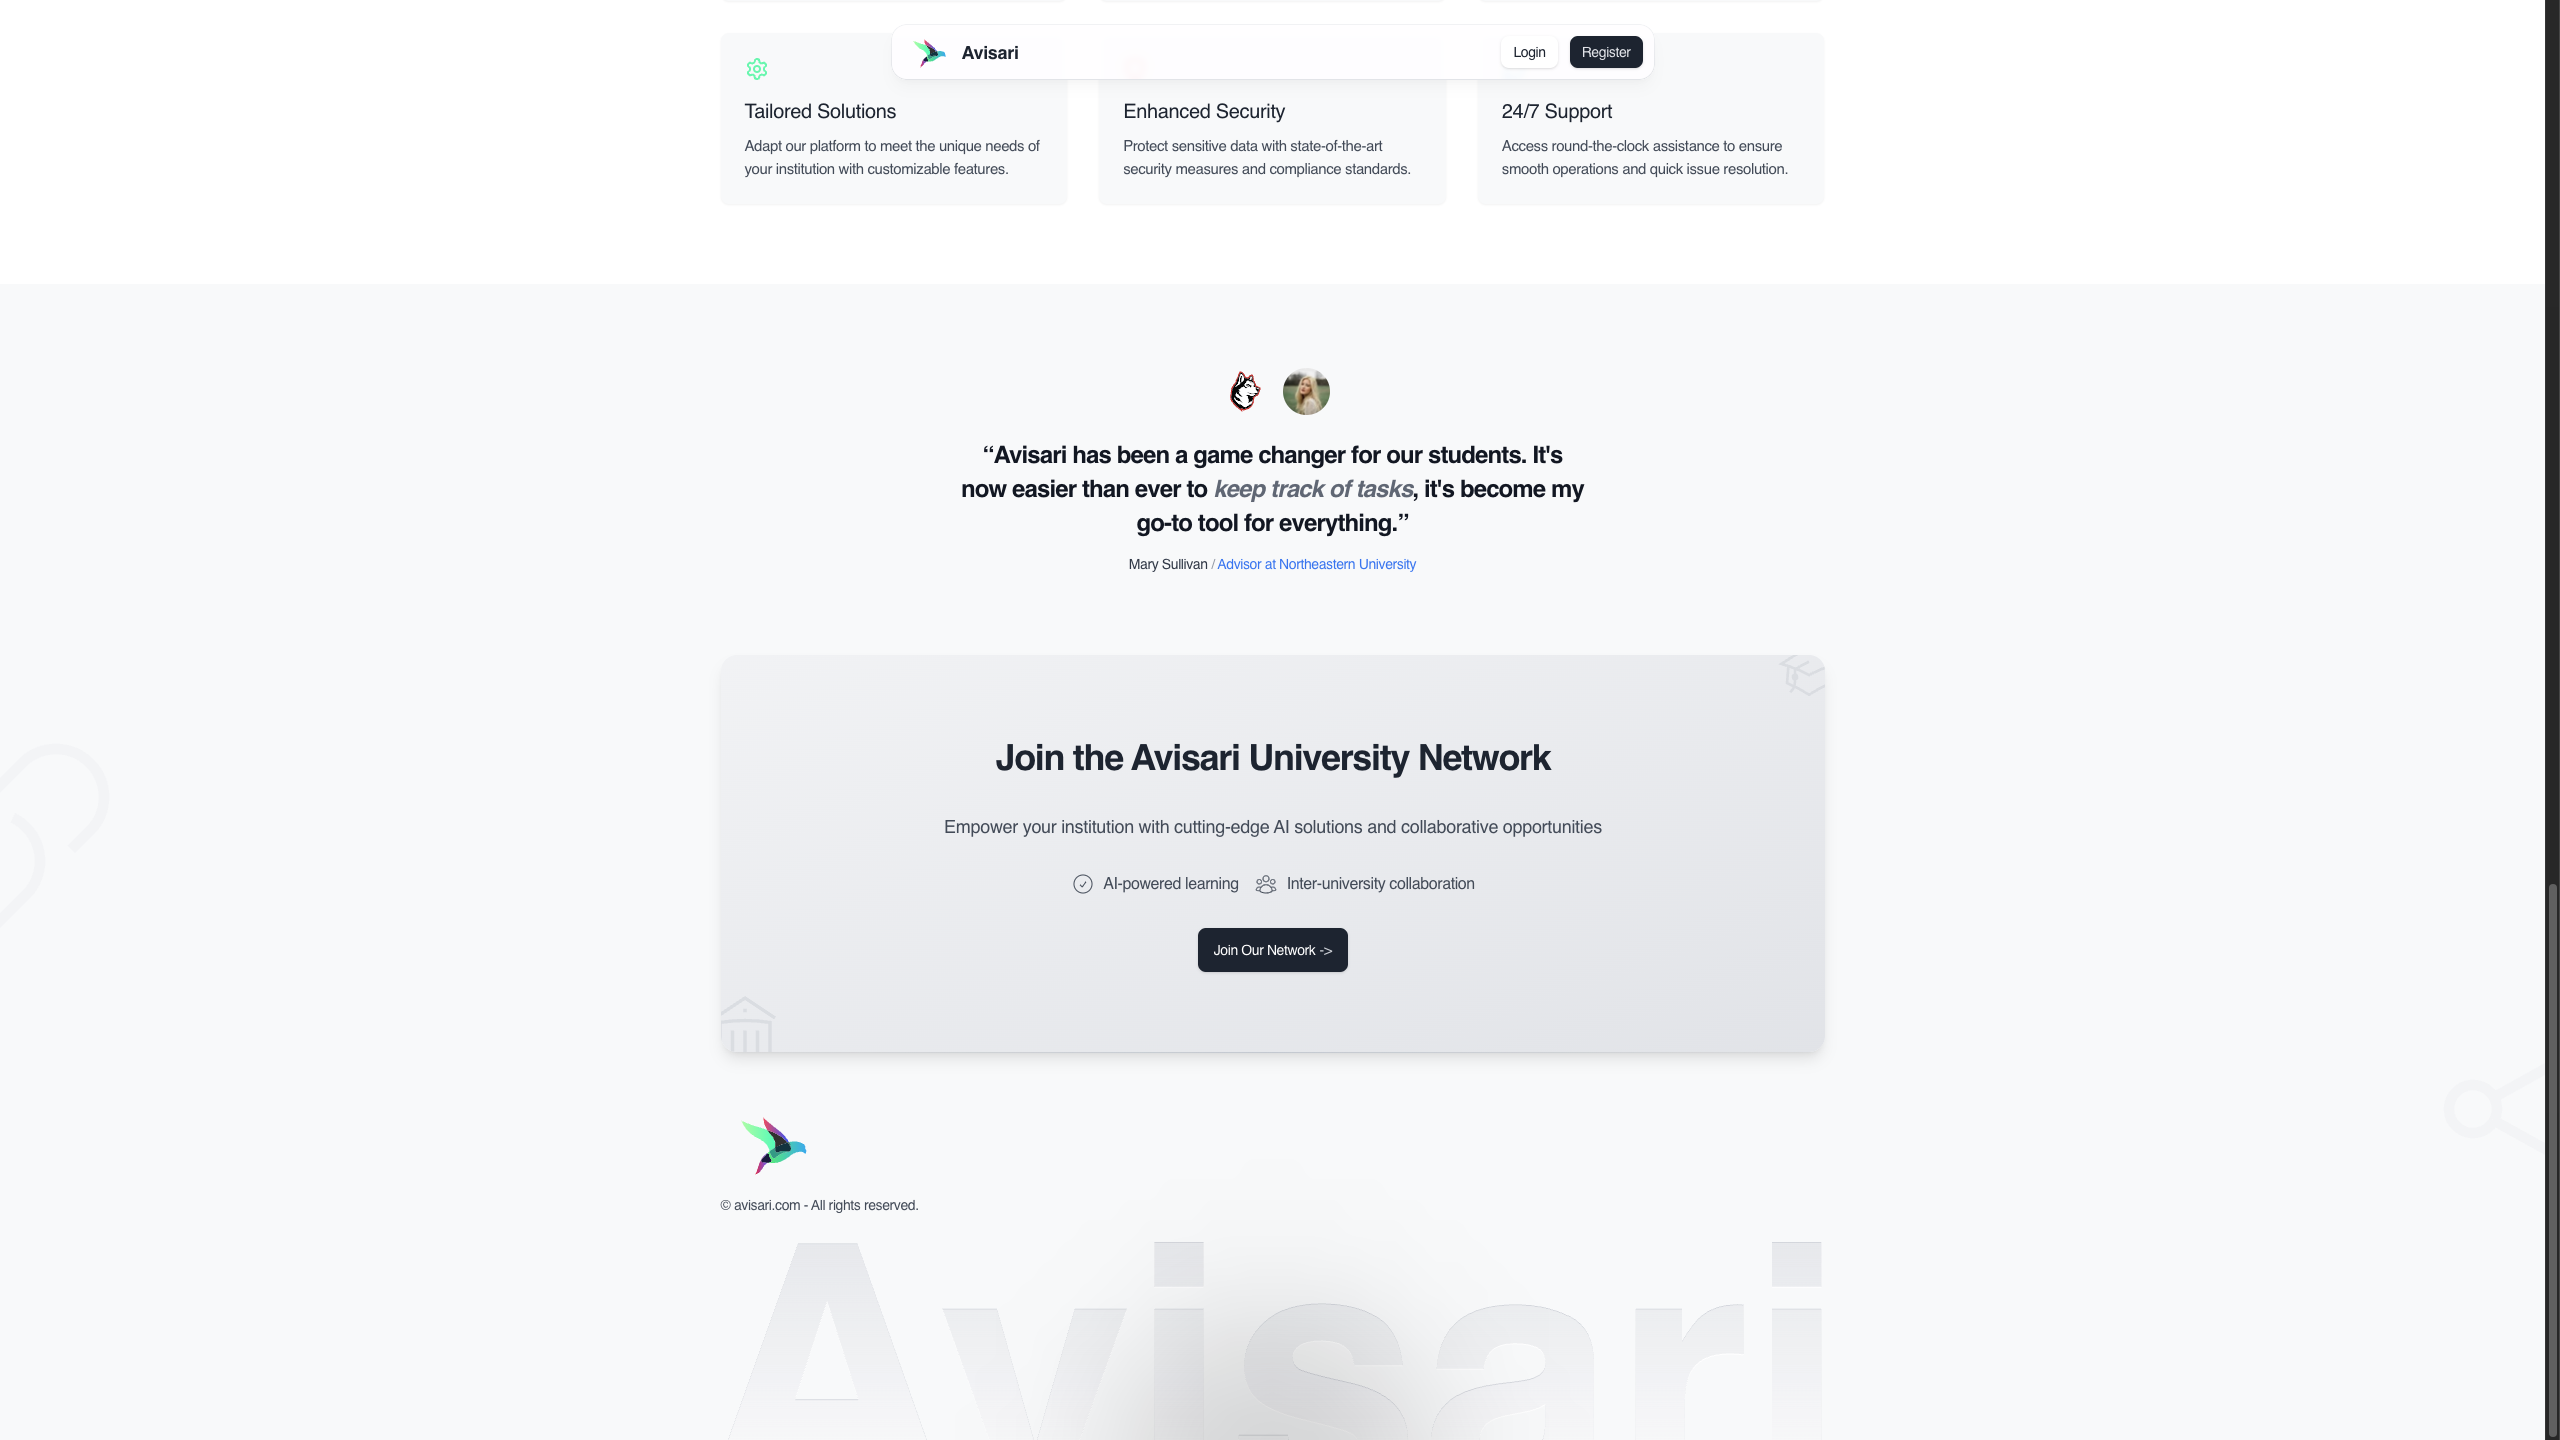 Avisari
Login
Register
Tailored Solutions
Adapt our platform to meet the unique needs of
your institution with customizable features.
Enhanced Security
Protect sensitive data with state-of-the-art
security measures and compliance standards.
24/7 Support
Access round-the-clock assistance to ensure
smooth operations and quick issue resolution.
“Avisari has been a game changer for our students. It's
now easier than ever to keep track of tasks, it's become my
go-to tool for everything.”
Mary Sullivan / Advisor at Northeastern University
Join the Avisari University Network
Empower your institution with cutting-edge AI solutions and collaborative opportunities
AI-powered learning
Inter-university collaboration
Join Our Network ->
© avisari.com - All rights reserved.
Avisari